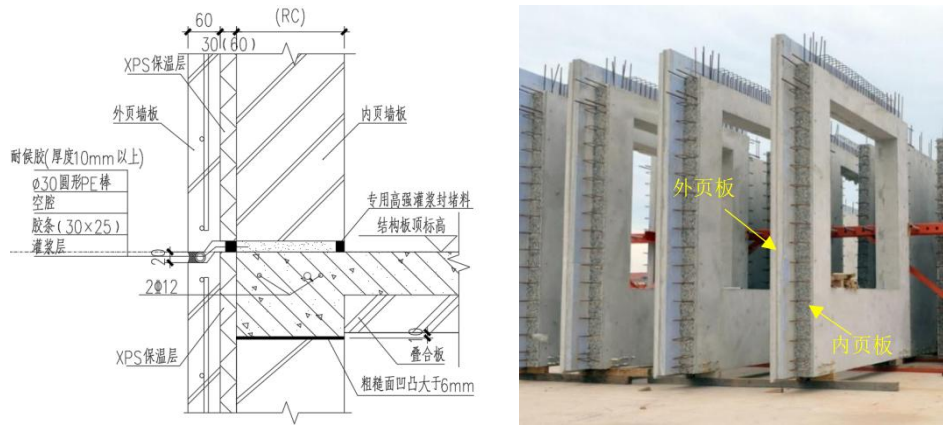 60
(RC)
30(60)
XPS保温层
外页墙板
内页墙板
耐候胶(厚度10mm以上)
ø30圆形PE棒
空腔
胶条(30×25)
灌浆层
专用高强灌浆封堵料
结构板顶标高
20
2Φ12
10
XPS保温层
叠合板
粗糙面凹凸大于6mm
外页板
内页板